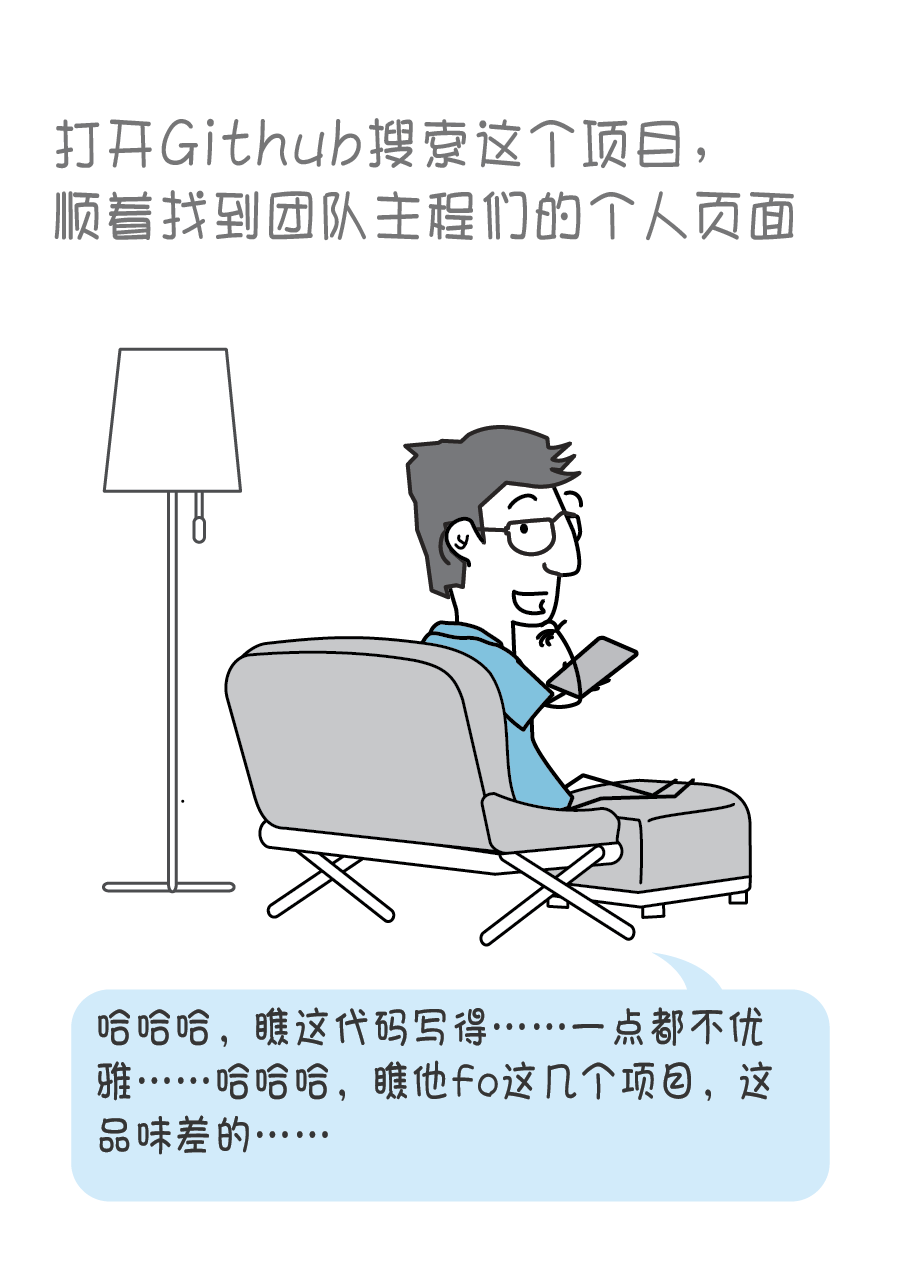 打开Github搜索这个项目，
顺着找到团队主程们的个人页面
哈哈哈，瞧这代码写得……一点都不优
雅……哈哈哈，瞧他fo这几个项目，这
品味差的……